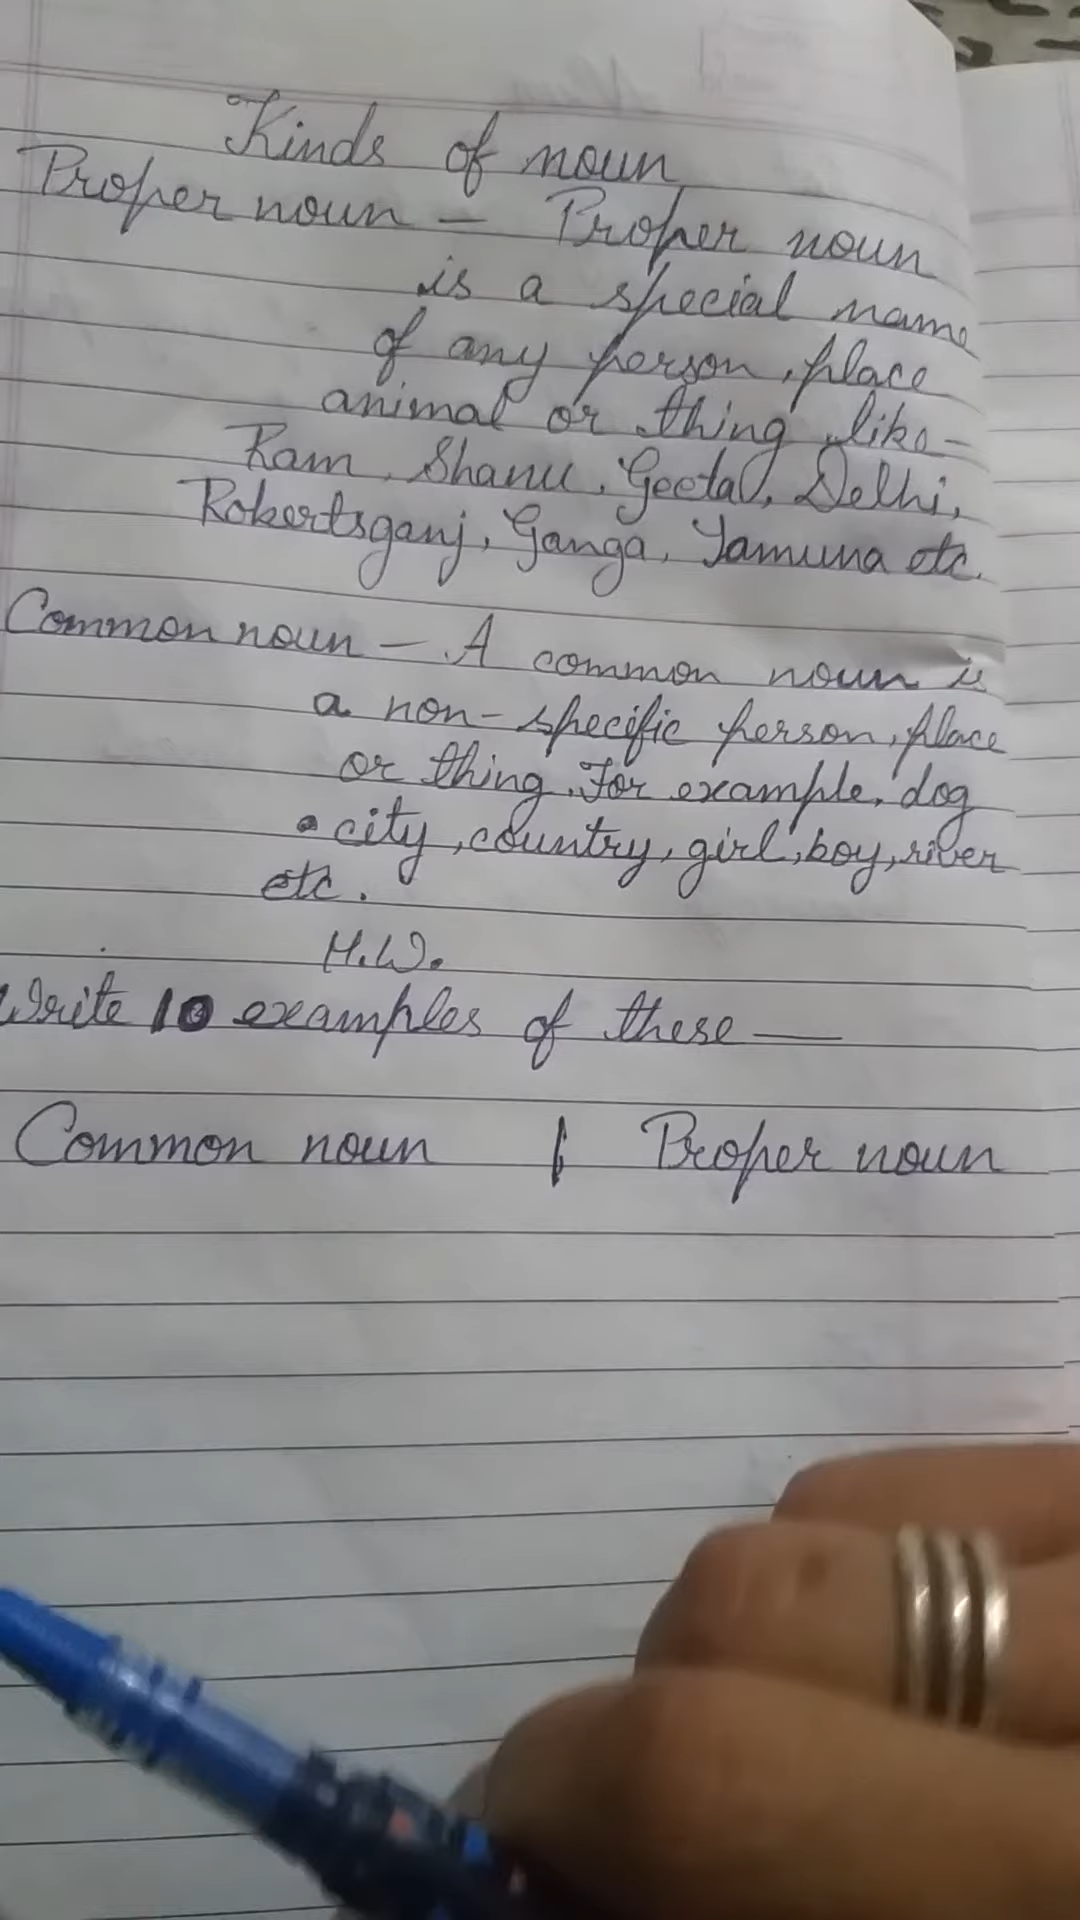 Kinds of noun
Proper noun – Proper noun
is a special name
of any person, place
animal or thing like –
Ram, Shanu, Geeta, Delhi,
Robertsganj, Ganga, Yamuna etc.
Common noun – A common noun is
a non-specific person, place
or thing. For example, dog
city, country, girl, boy, river
etc.
H.W.
Write 10 examples of these —
Common noun | Proper noun